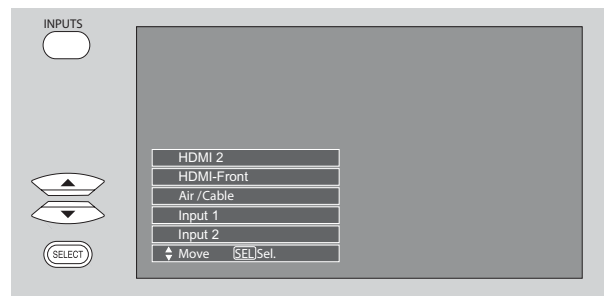 INPUTS
HDMI 2
HDMI-Front
Air /Cable
Input 1
Input 2
Move SEL Sel.
SELECT